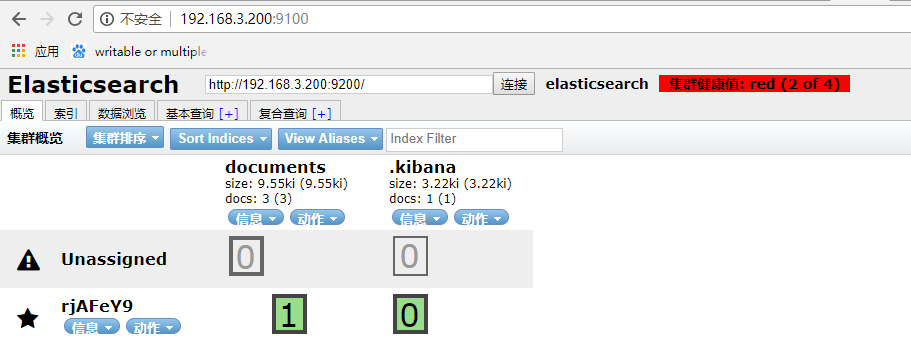 不安全 192.168.3.200:9100
应用 writable or multiple
Elasticsearch http://192.168.3.200:9200/ 连接 elasticsearch 集群健康值: red (2 of 4)
概览 索引 数据浏览 基本查询 [+] 复合查询 [+]
集群概览 集群排序 Sort Indices View Aliases Index Filter
documents .kibana
size: 9.55ki (9.55ki) size: 3.22ki (3.22ki)
docs: 3 (3) docs: 1 (1)
信息 动作 信息 动作
Unassigned 0 0
rjAFeY9 1 0
信息 动作